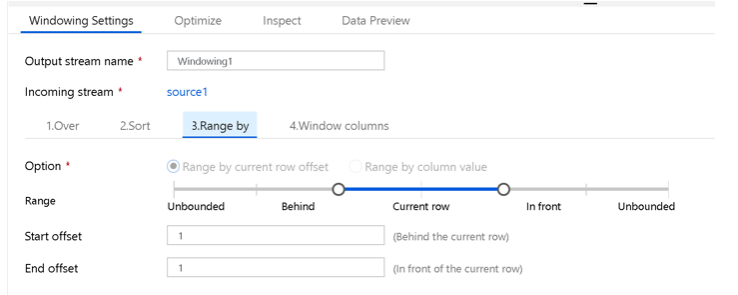 Windowing Settings Optimize Inspect Data Preview
Output stream name * Windowing1
Incoming stream * source1
1.Over 2.Sort 3.Range by 4.Window columns
Option * Range by current row offset Range by column value
Range
Unbounded Behind Current row In front Unbounded
Start offset 1 (Behind the current row)
End offset 1 (In front of the current row)